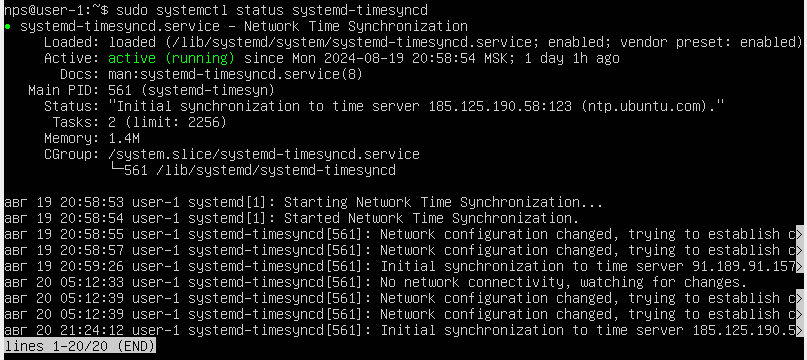 nps@user-1:~$ sudo systemctl status systemd-timesyncd
● systemd-timesyncd.service - Network Time Synchronization
     Loaded: loaded (/lib/systemd/system/systemd-timesyncd.service; enabled; vendor preset: enabled)
     Active: active (running) since Mon 2024-08-19 20:58:54 MSK; 1 day 1h ago
       Docs: man:systemd-timesyncd.service(8)
   Main PID: 561 (systemd-timesyn)
     Status: "Initial synchronization to time server 185.125.190.58:123 (ntp.ubuntu.com)."
      Tasks: 2 (limit: 2256)
     Memory: 1.4M
     CGroup: /system.slice/systemd-timesyncd.service
             └─561 /lib/systemd/systemd-timesyncd
авг 19 20:58:53 user-1 systemd[1]: Starting Network Time Synchronization...
авг 19 20:58:54 user-1 systemd[1]: Started Network Time Synchronization.
авг 19 20:58:55 user-1 systemd-timesyncd[561]: Network configuration changed, trying to establish c>
авг 19 20:58:57 user-1 systemd-timesyncd[561]: Network configuration changed, trying to establish c>
авг 19 20:59:26 user-1 systemd-timesyncd[561]: Initial synchronization to time server 91.189.91.157>
авг 20 05:12:33 user-1 systemd-timesyncd[561]: No network connectivity, watching for changes.
авг 20 05:12:39 user-1 systemd-timesyncd[561]: Network configuration changed, trying to establish c>
авг 20 05:12:39 user-1 systemd-timesyncd[561]: Network configuration changed, trying to establish c>
авг 20 21:24:12 user-1 systemd-timesyncd[561]: Initial synchronization to time server 185.125.190.5>
lines 1-20/20 (END)